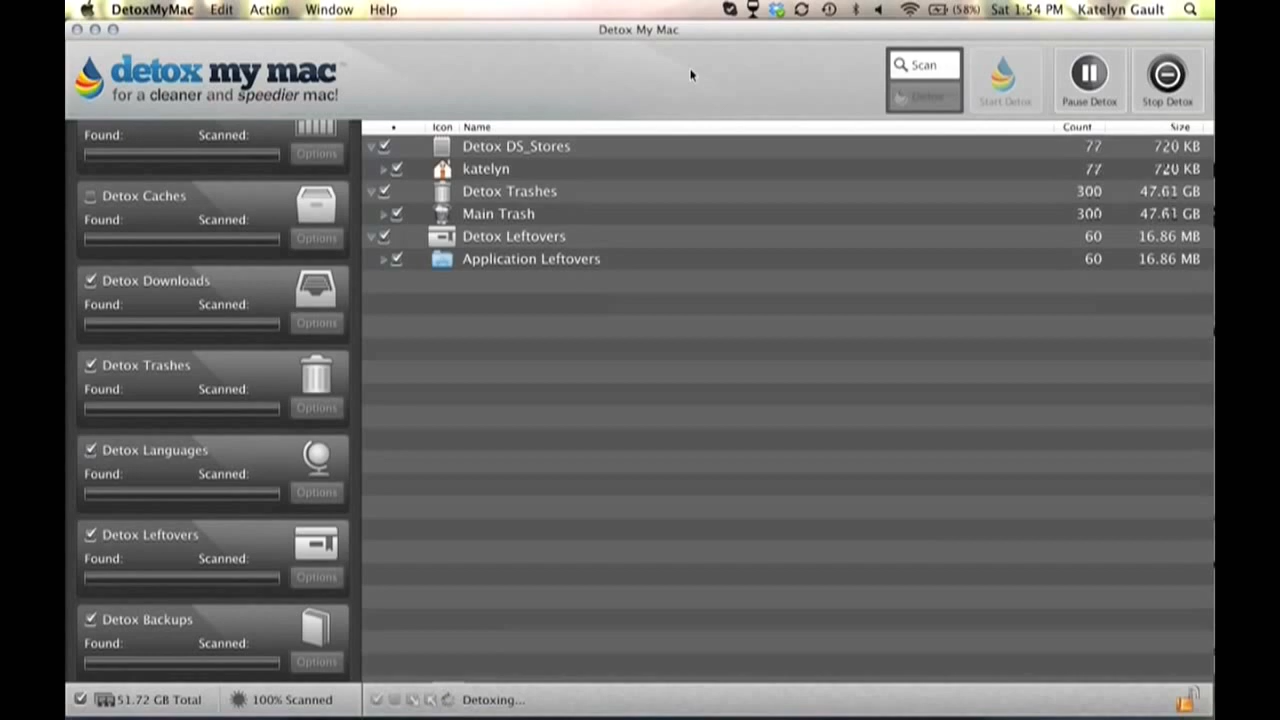 DetoxMyMac Edit Action Window Help (58%) Sat 1:54 PM Katelyn Gault
Detox My Mac
detox my mac
for a cleaner and speedier mac!
Scan
Start Detox
Pause Detox
Stop Detox
Found: Scanned:
Options
Detox Caches
Found: Scanned:
Options
Detox Downloads
Found: Scanned:
Options
Detox Trashes
Found: Scanned:
Options
Detox Languages
Found: Scanned:
Options
Detox Leftovers
Found: Scanned:
Options
Detox Backups
Found: Scanned:
Options
Icon Name Count Size
Detox DS_Stores 77 720 KB
katelyn 77 720 KB
Detox Trashes 300 47.61 GB
Main Trash 300 47.61 GB
Detox Leftovers 60 16.86 MB
Application Leftovers 60 16.86 MB
51.72 GB Total 100% Scanned Detoxing...